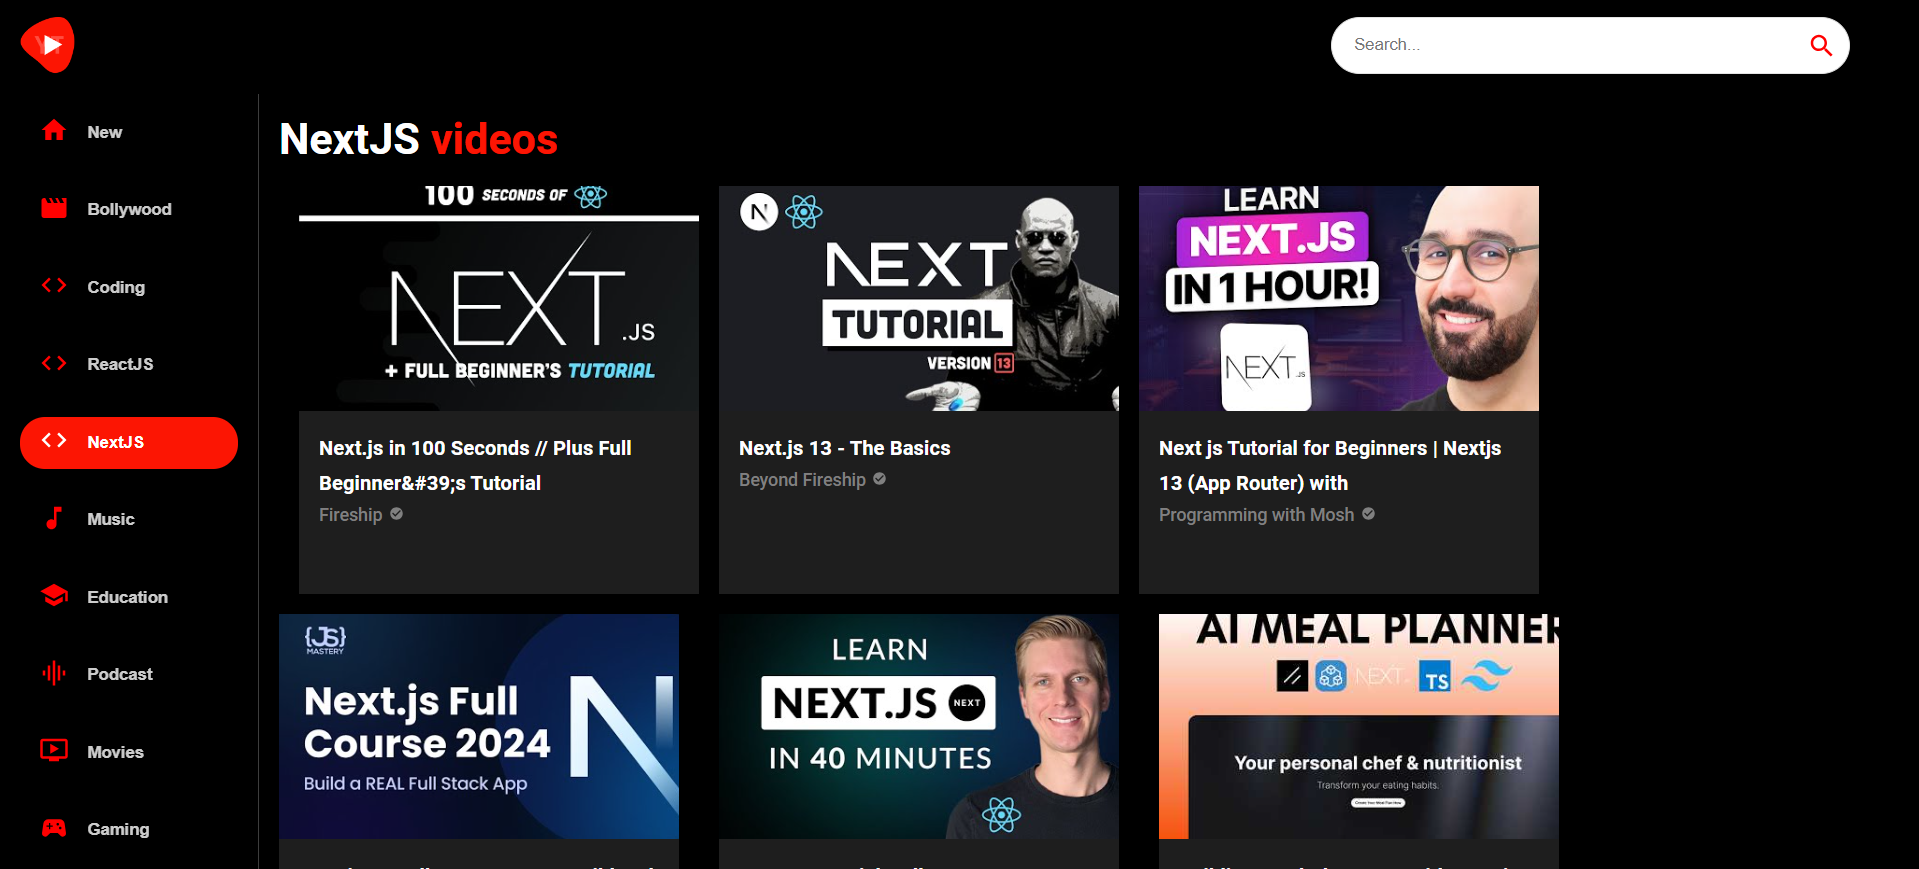 Search...
New
Bollywood
Coding
ReactJS
NextJS
Music
Education
Podcast
Movies
Gaming
NextJS videos
100 SECONDS OF
NEXT.JS
+ FULL BEGINNER'S TUTORIAL
Next.js in 100 Seconds // Plus Full
Beginner&#39;s Tutorial
Fireship
N
NEXT
TUTORIAL
VERSION 13
Next.js 13 - The Basics
Beyond Fireship
LEARN
NEXT.JS
IN 1 HOUR!
NEXT.JS
Next js Tutorial for Beginners | Nextjs
13 (App Router) with
Programming with Mosh
{JS}
MASTERY
Next.js Full
Course 2024
Build a REAL Full Stack App
N
LEARN
NEXT.JS NEXT
IN 40 MINUTES
AI MEAL PLANNER
NEXT TS
Your personal chef & nutritionist
Transform your eating habits.